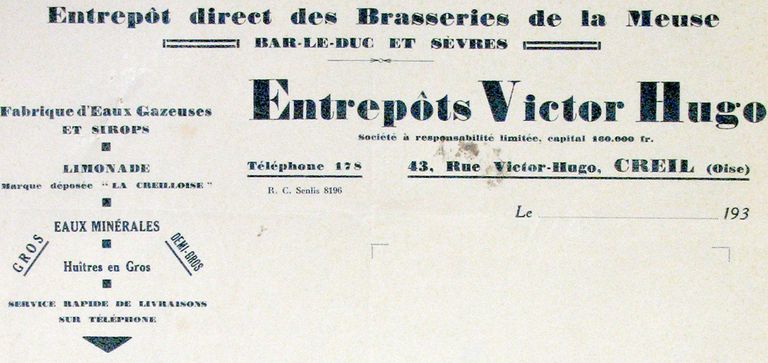 Entrepôt direct des Brasseries de la Meuse
BAR-LE-DUC ET SÈVRES
Entrepôts Victor Hugo
Société à responsabilité limitée, capital 160.000 fr.
Téléphone 178
43, Rue Victor-Hugo, CREIL (Oise)
R. C. Senlis 8196
Le 193
Fabrique d'Eaux Gazeuses
ET SIROPS
LIMONADE
Marque déposée "LA CREILLOISE"
EAUX MINÉRALES
GROS
DEMI-GROS
Huîtres en Gros
SERVICE RAPIDE DE LIVRAISONS
SUR TÉLÉPHONE